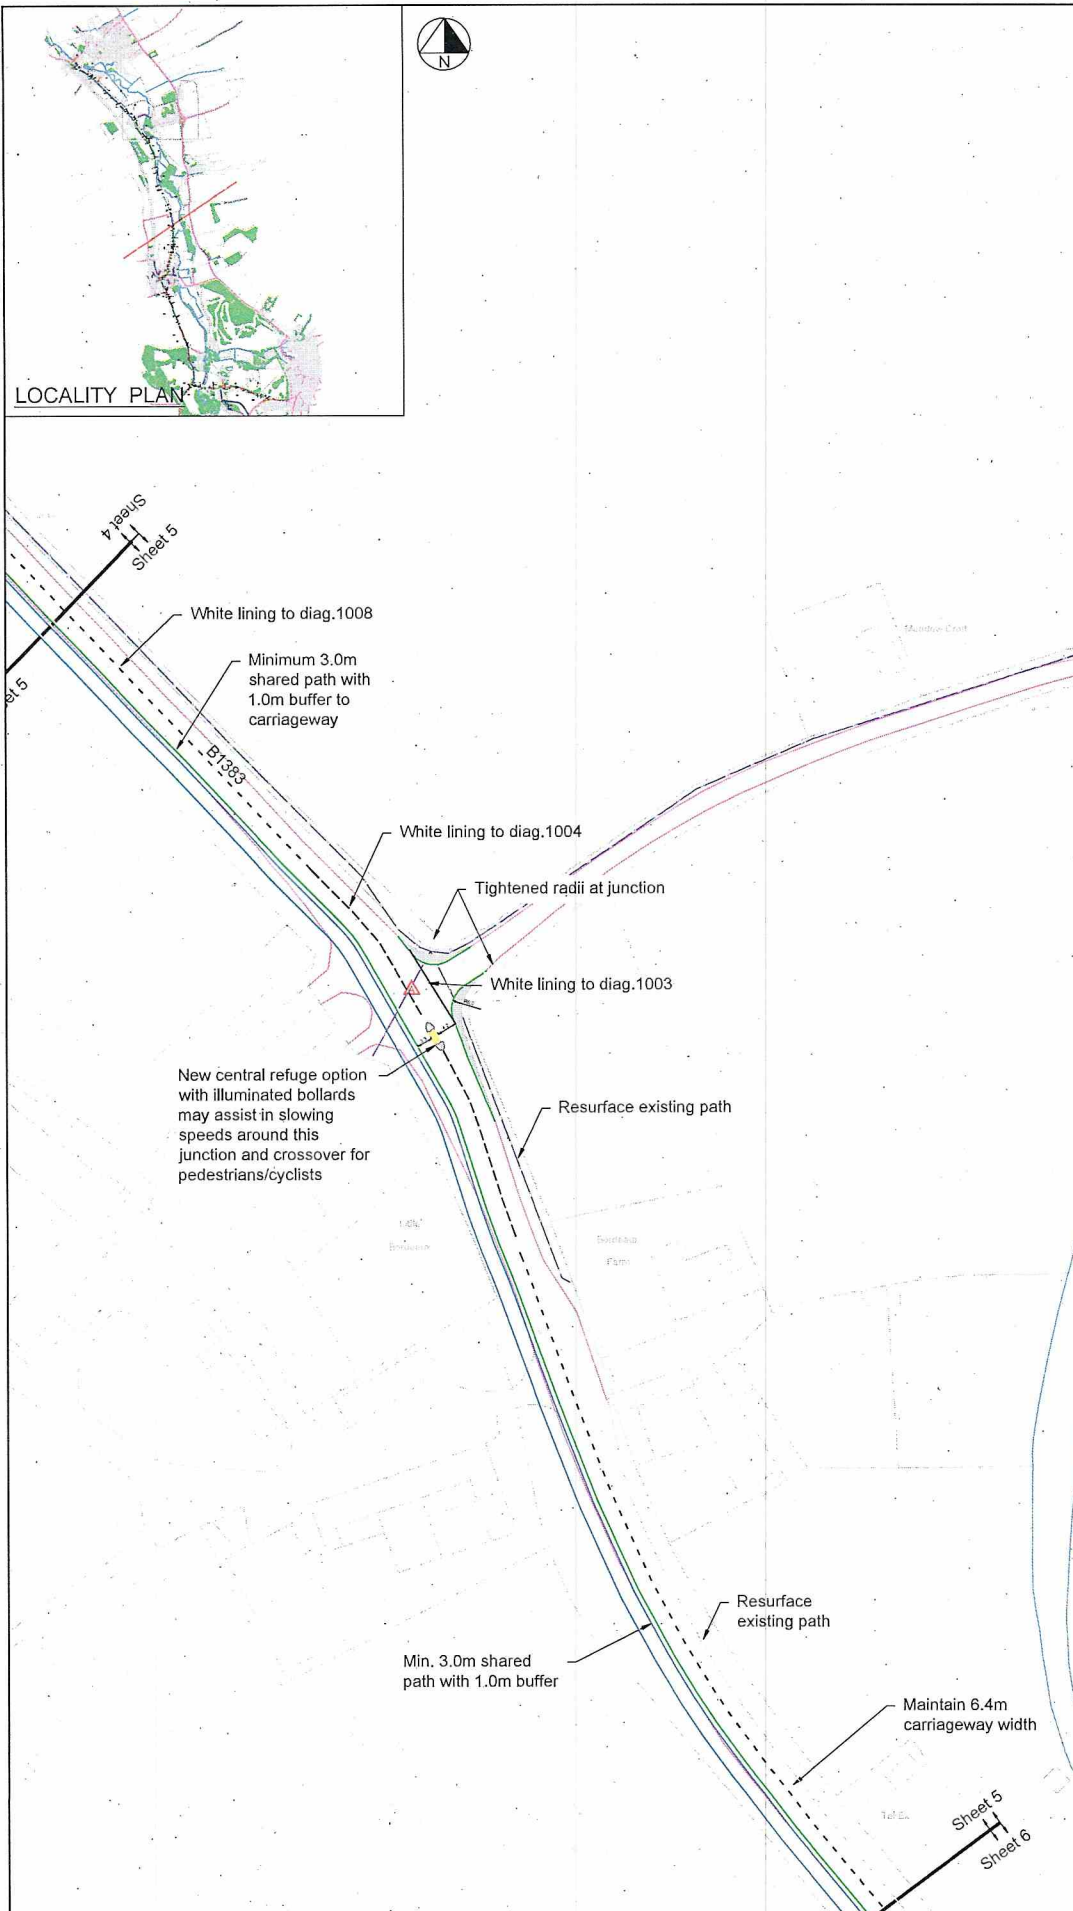 N
LOCALITY PLAN
Sheet 4
Sheet 5
et 5
White lining to diag.1008
Minimum 3.0m
shared path with
1.0m buffer to
carriageway
B1383
White lining to diag.1004
Tightened radii at junction
White lining to diag.1003
New central refuge option
with illuminated bollards
may assist in slowing
speeds around this
junction and crossover for
pedestrians/cyclists
Resurface existing path
Farm
Resurface
existing path
Min. 3.0m shared
path with 1.0m buffer
Maintain 6.4m
carriageway width
Sheet 5
Sheet 6